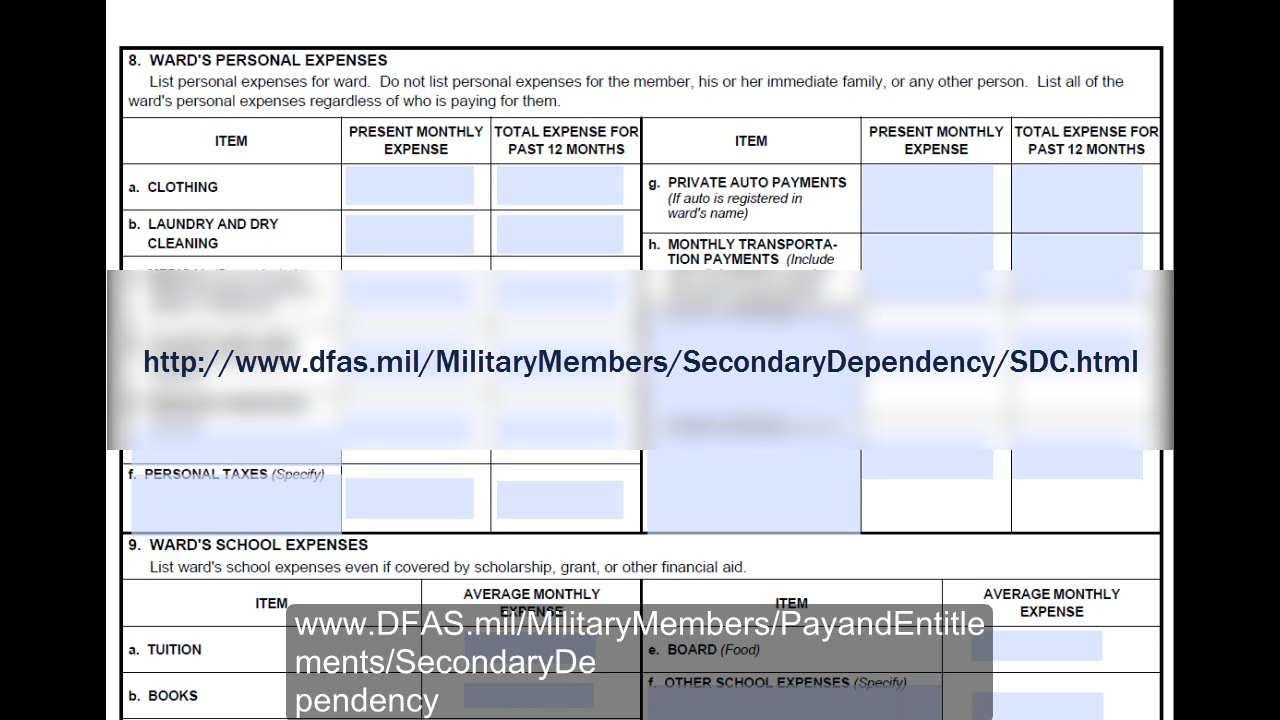 8. WARD'S PERSONAL EXPENSES
List personal expenses for ward. Do not list personal expenses for the member, his or her immediate family, or any other person. List all of the
ward's personal expenses regardless of who is paying for them.
ITEM
PRESENT MONTHLY
EXPENSE
TOTAL EXPENSE FOR
PAST 12 MONTHS
ITEM
PRESENT MONTHLY
EXPENSE
TOTAL EXPENSE FOR
PAST 12 MONTHS
a. CLOTHING
b. LAUNDRY AND DRY
CLEANING
g. PRIVATE AUTO PAYMENTS
(If auto is registered in
ward's name)
h. MONTHLY TRANSPORTA-
TION PAYMENTS (Include
http://www.dfas.mil/MilitaryMembers/SecondaryDependency/SDC.html
f. PERSONAL TAXES (Specify)
9. WARD'S SCHOOL EXPENSES
List ward's school expenses even if covered by scholarship, grant, or other financial aid.
ITEM
AVERAGE MONTHLY
EXPENSE
ITEM
AVERAGE MONTHLY
EXPENSE
a. TUITION
e. BOARD (Food)
b. BOOKS
f. OTHER SCHOOL EXPENSES (Specify)
www.DFAS.mil/MilitaryMembers/PayandEntitle
ments/SecondaryDe
pendency